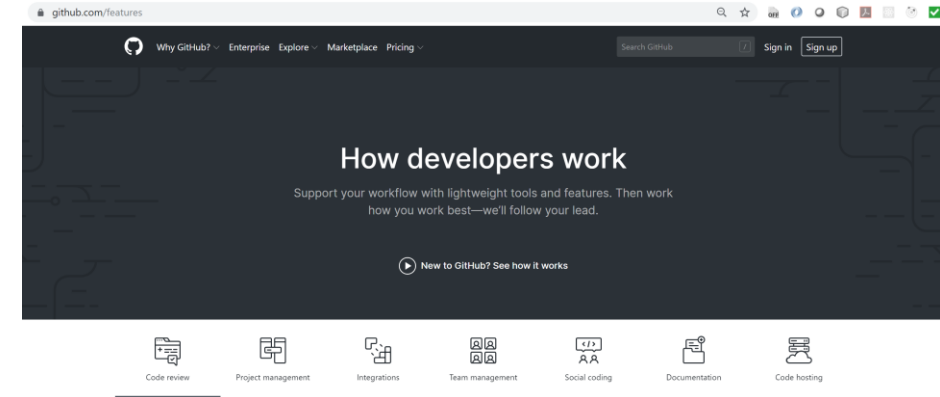 github.com/features
OFF
Why GitHub? Enterprise Explore Marketplace Pricing
Search GitHub /
Sign in Sign up
How developers work
Support your workflow with lightweight tools and features. Then work
how you work best—we'll follow your lead.
New to GitHub? See how it works
Code review Project management Integrations Team management Social coding Documentation Code hosting